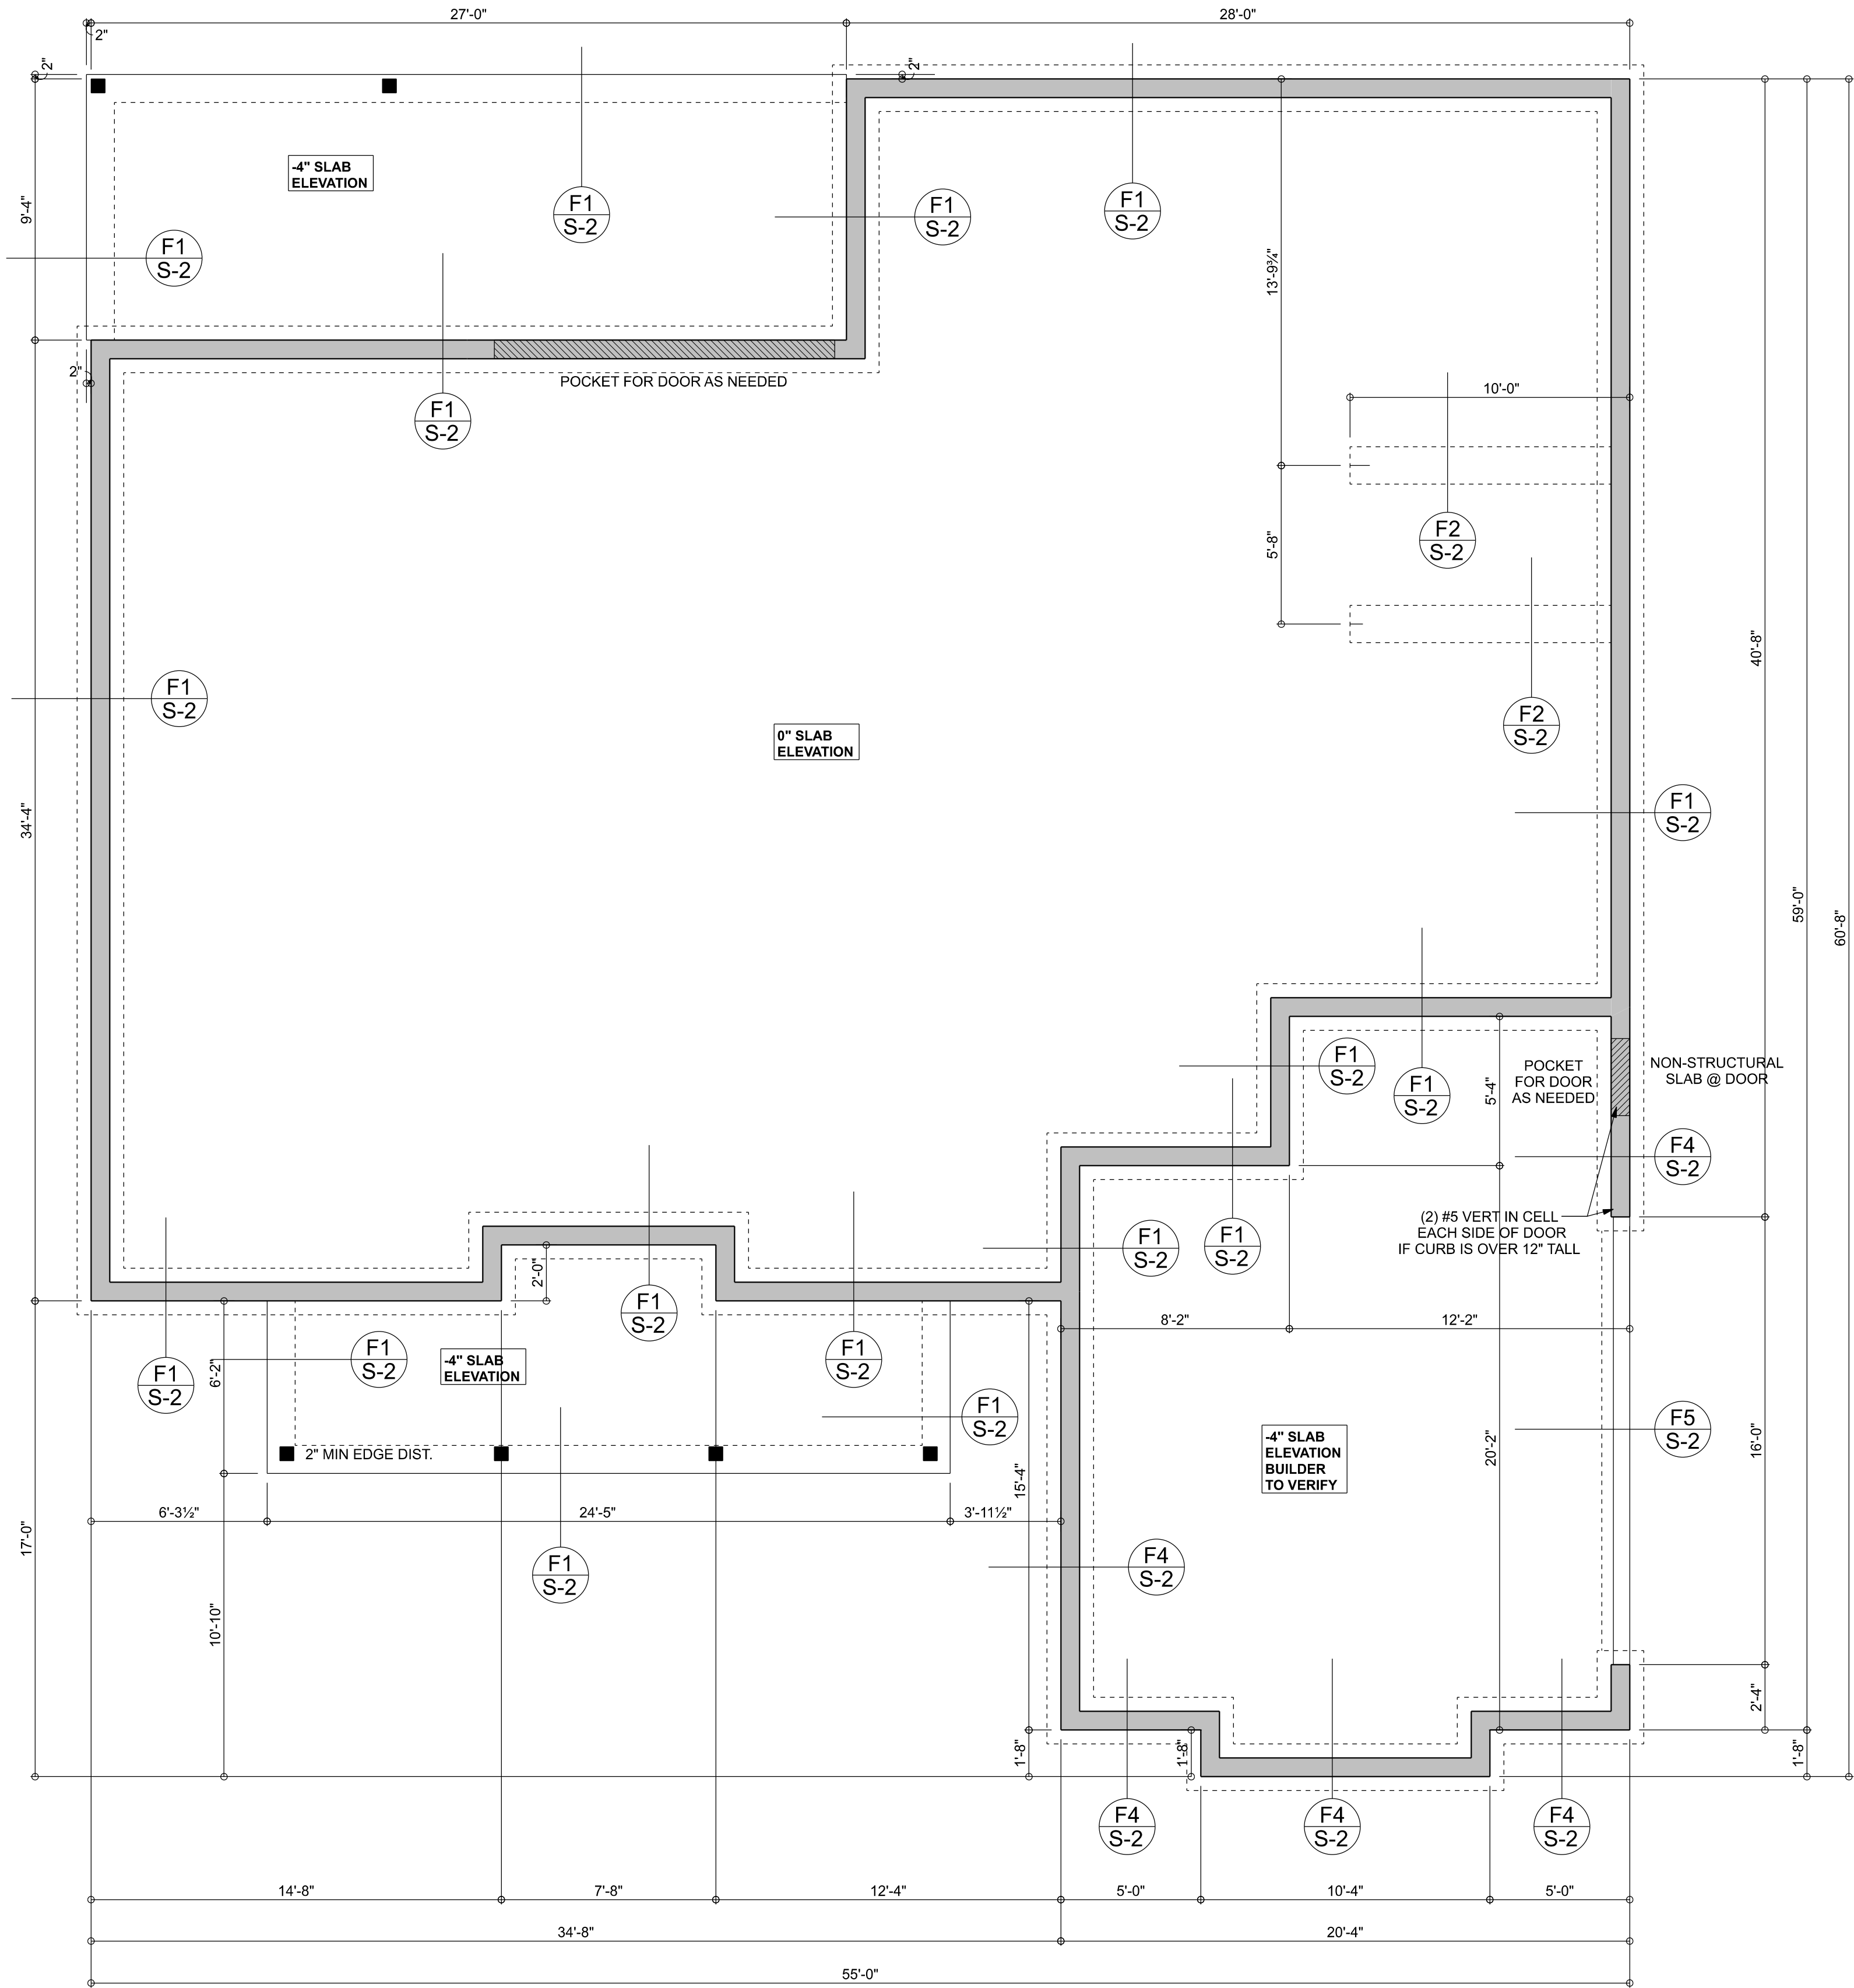 27'-0"
28'-0"
2"
2"
2"
-4" SLAB
ELEVATION
9'-4"
F1
S-2
F1
S-2
F1
S-2
F1
S-2
13'-9¾"
2"
POCKET FOR DOOR AS NEEDED
10'-0"
F1
S-2
F2
S-2
5'-8"
40'-8"
F1
S-2
F2
S-2
0" SLAB
ELEVATION
34'-4"
F1
S-2
59'-0"
60'-8"
F1
S-2
F1
S-2
5'-4"
POCKET
FOR DOOR
AS NEEDED
NON-STRUCTURAL
SLAB @ DOOR
F4
S-2
(2) #5 VERT IN CELL
EACH SIDE OF DOOR
IF CURB IS OVER 12" TALL
F1
S-2
F1
S-2
2'-0"
F1
S-2
8'-2"
12'-2"
6'-2"
F1
S-2
F1
S-2
-4" SLAB
ELEVATION
F1
S-2
F1
S-2
F5
S-2
2" MIN EDGE DIST.
-4" SLAB
ELEVATION
BUILDER
TO VERIFY
20'-2"
16'-0"
15'-4"
6'-3½"
24'-5"
3'-11½"
17'-0"
F1
S-2
F4
S-2
10'-10"
2'-4"
1'-8"
1'-8"
1'-8"
F4
S-2
F4
S-2
F4
S-2
14'-8"
7'-8"
12'-4"
5'-0"
10'-4"
5'-0"
34'-8"
20'-4"
55'-0"